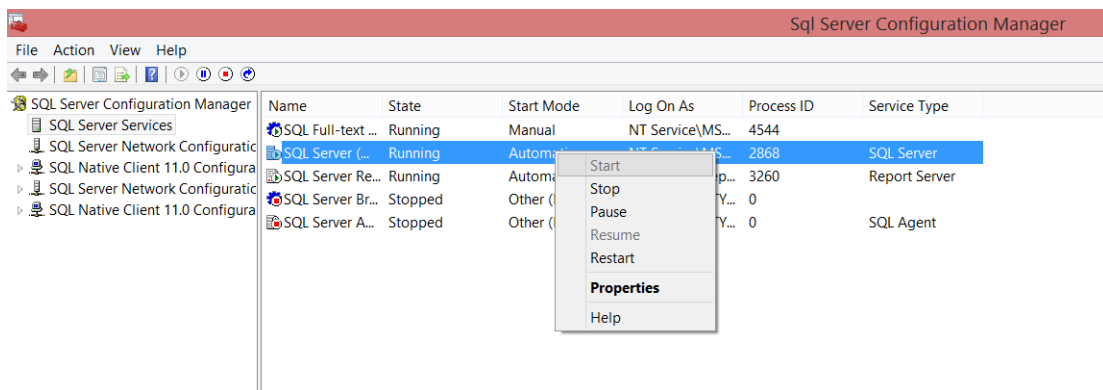 Sql Server Configuration Manager
File Action View Help
SQL Server Configuration Manager
SQL Server Services
SQL Server Network Configuratic
SQL Native Client 11.0 Configura
SQL Server Network Configuratic
SQL Native Client 11.0 Configura
Name State Start Mode Log On As Process ID Service Type
SQL Full-text ... Running Manual NT Service\MS... 4544
SQL Server (... Running Automatic NT Service\MS... 2868 SQL Server
SQL Server Re... Running Automa 3260 Report Server
SQL Server Br... Stopped Other ( 0
SQL Server A... Stopped Other ( 0 SQL Agent
Start
Stop
Pause
Resume
Restart
Properties
Help